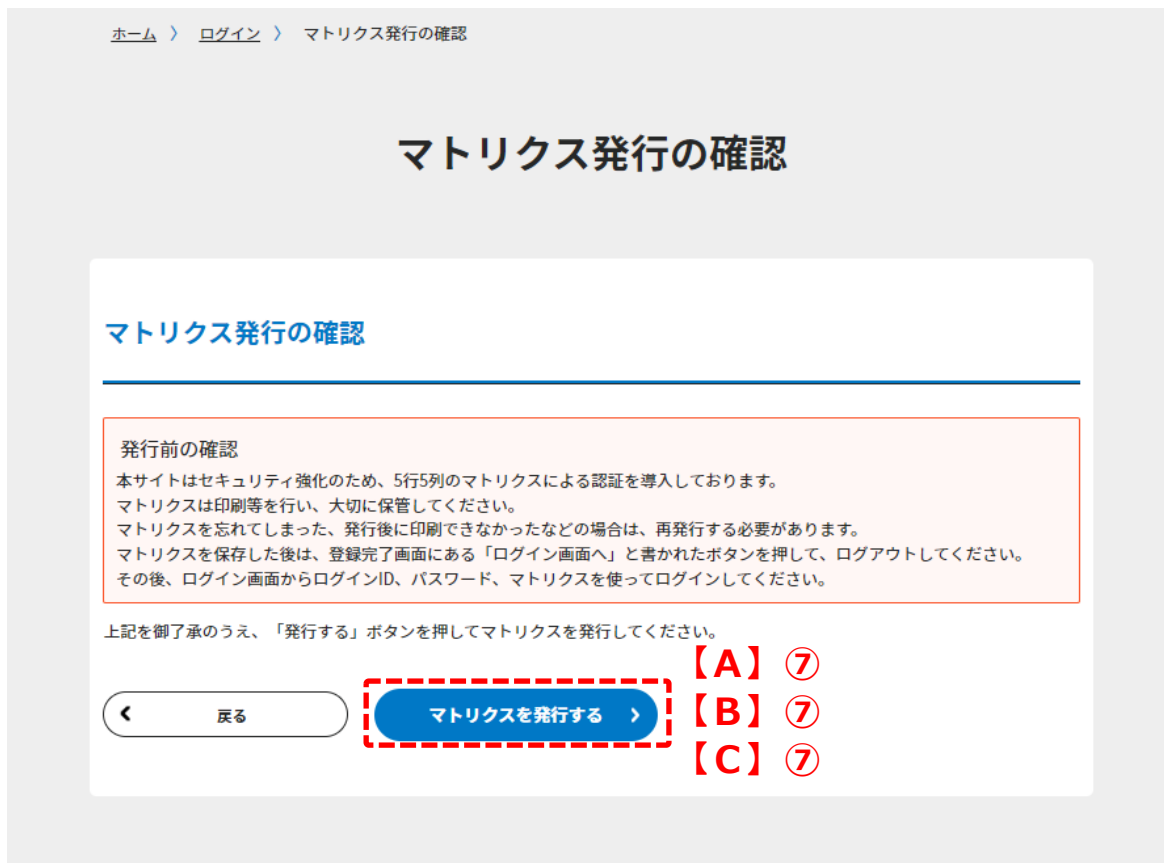 ホーム 〉 ログイン 〉 マトリクス発行の確認
マトリクス発行の確認
マトリクス発行の確認
発行前の確認
本サイトはセキュリティ強化のため、5行5列のマトリクスによる認証を導入しております。
マトリクスは印刷等を行い、大切に保管してください。
マトリクスを忘れてしまった、発行後に印刷できなかったなどの場合は、再発行する必要があります。
マトリクスを保存した後は、登録完了画面にある「ログイン画面へ」と書かれたボタンを押して、ログアウトしてください。
その後、ログイン画面からログインID、パスワード、マトリクスを使ってログインしてください。
上記を御了承のうえ、「発行する」ボタンを押してマトリクスを発行してください。
戻る
マトリクスを発行する
【A】⑦
【B】⑦
【C】⑦